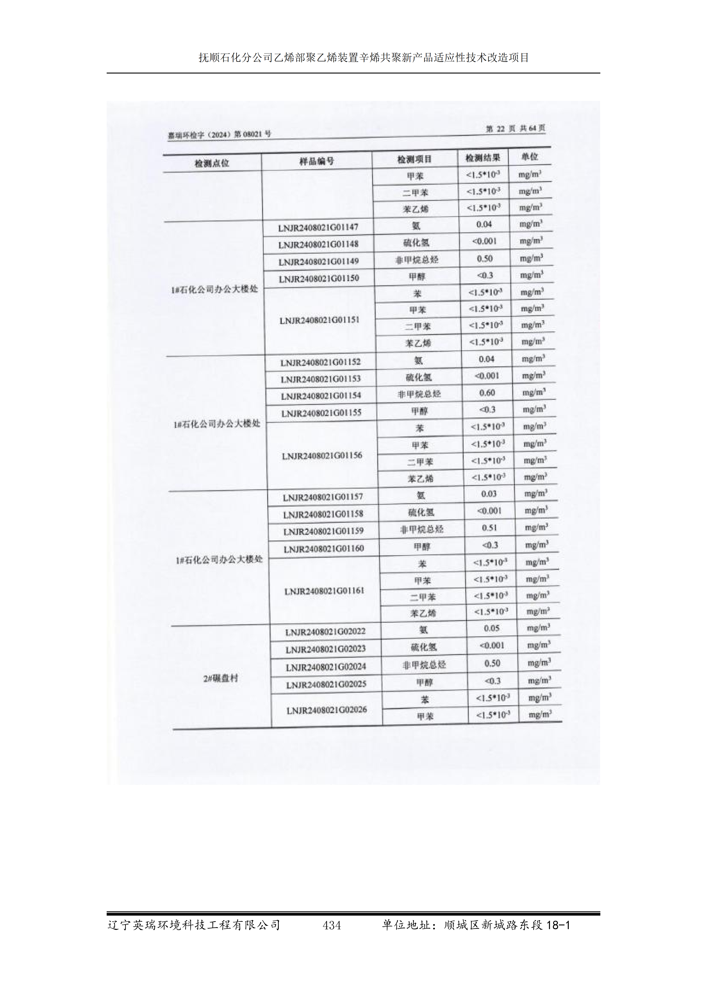 抚顺石化分公司乙烯部聚乙烯装置辛烯共聚新产品适应性技术改造项目
嘉瑞环检字（2024）第 08021 号
第 22 页 共 64 页
检测点位 样品编号 检测项目 检测结果 单位
甲苯 <1.5*10⁻³ mg/m³
二甲苯 <1.5*10⁻³ mg/m³
苯乙烯 <1.5*10⁻³ mg/m³
1#石化公司办公大楼处 LNJR2408021G01147 氨 0.04 mg/m³
LNJR2408021G01148 硫化氢 <0.001 mg/m³
LNJR2408021G01149 非甲烷总烃 0.50 mg/m³
LNJR2408021G01150 甲醇 <0.3 mg/m³
LNJR2408021G01151 苯 <1.5*10⁻³ mg/m³
甲苯 <1.5*10⁻³ mg/m³
二甲苯 <1.5*10⁻³ mg/m³
苯乙烯 <1.5*10⁻³ mg/m³
1#石化公司办公大楼处 LNJR2408021G01152 氨 0.04 mg/m³
LNJR2408021G01153 硫化氢 <0.001 mg/m³
LNJR2408021G01154 非甲烷总烃 0.60 mg/m³
LNJR2408021G01155 甲醇 <0.3 mg/m³
LNJR2408021G01156 苯 <1.5*10⁻³ mg/m³
甲苯 <1.5*10⁻³ mg/m³
二甲苯 <1.5*10⁻³ mg/m³
苯乙烯 <1.5*10⁻³ mg/m³
1#石化公司办公大楼处 LNJR2408021G01157 氨 0.03 mg/m³
LNJR2408021G01158 硫化氢 <0.001 mg/m³
LNJR2408021G01159 非甲烷总烃 0.51 mg/m³
LNJR2408021G01160 甲醇 <0.3 mg/m³
LNJR2408021G01161 苯 <1.5*10⁻³ mg/m³
甲苯 <1.5*10⁻³ mg/m³
二甲苯 <1.5*10⁻³ mg/m³
苯乙烯 <1.5*10⁻³ mg/m³
2#碾盘村 LNJR2408021G02022 氨 0.05 mg/m³
LNJR2408021G02023 硫化氢 <0.001 mg/m³
LNJR2408021G02024 非甲烷总烃 0.50 mg/m³
LNJR2408021G02025 甲醇 <0.3 mg/m³
LNJR2408021G02026 苯 <1.5*10⁻³ mg/m³
甲苯 <1.5*10⁻³ mg/m³
辽宁英瑞环境科技工程有限公司 434 单位地址：顺城区新城路东段 18-1